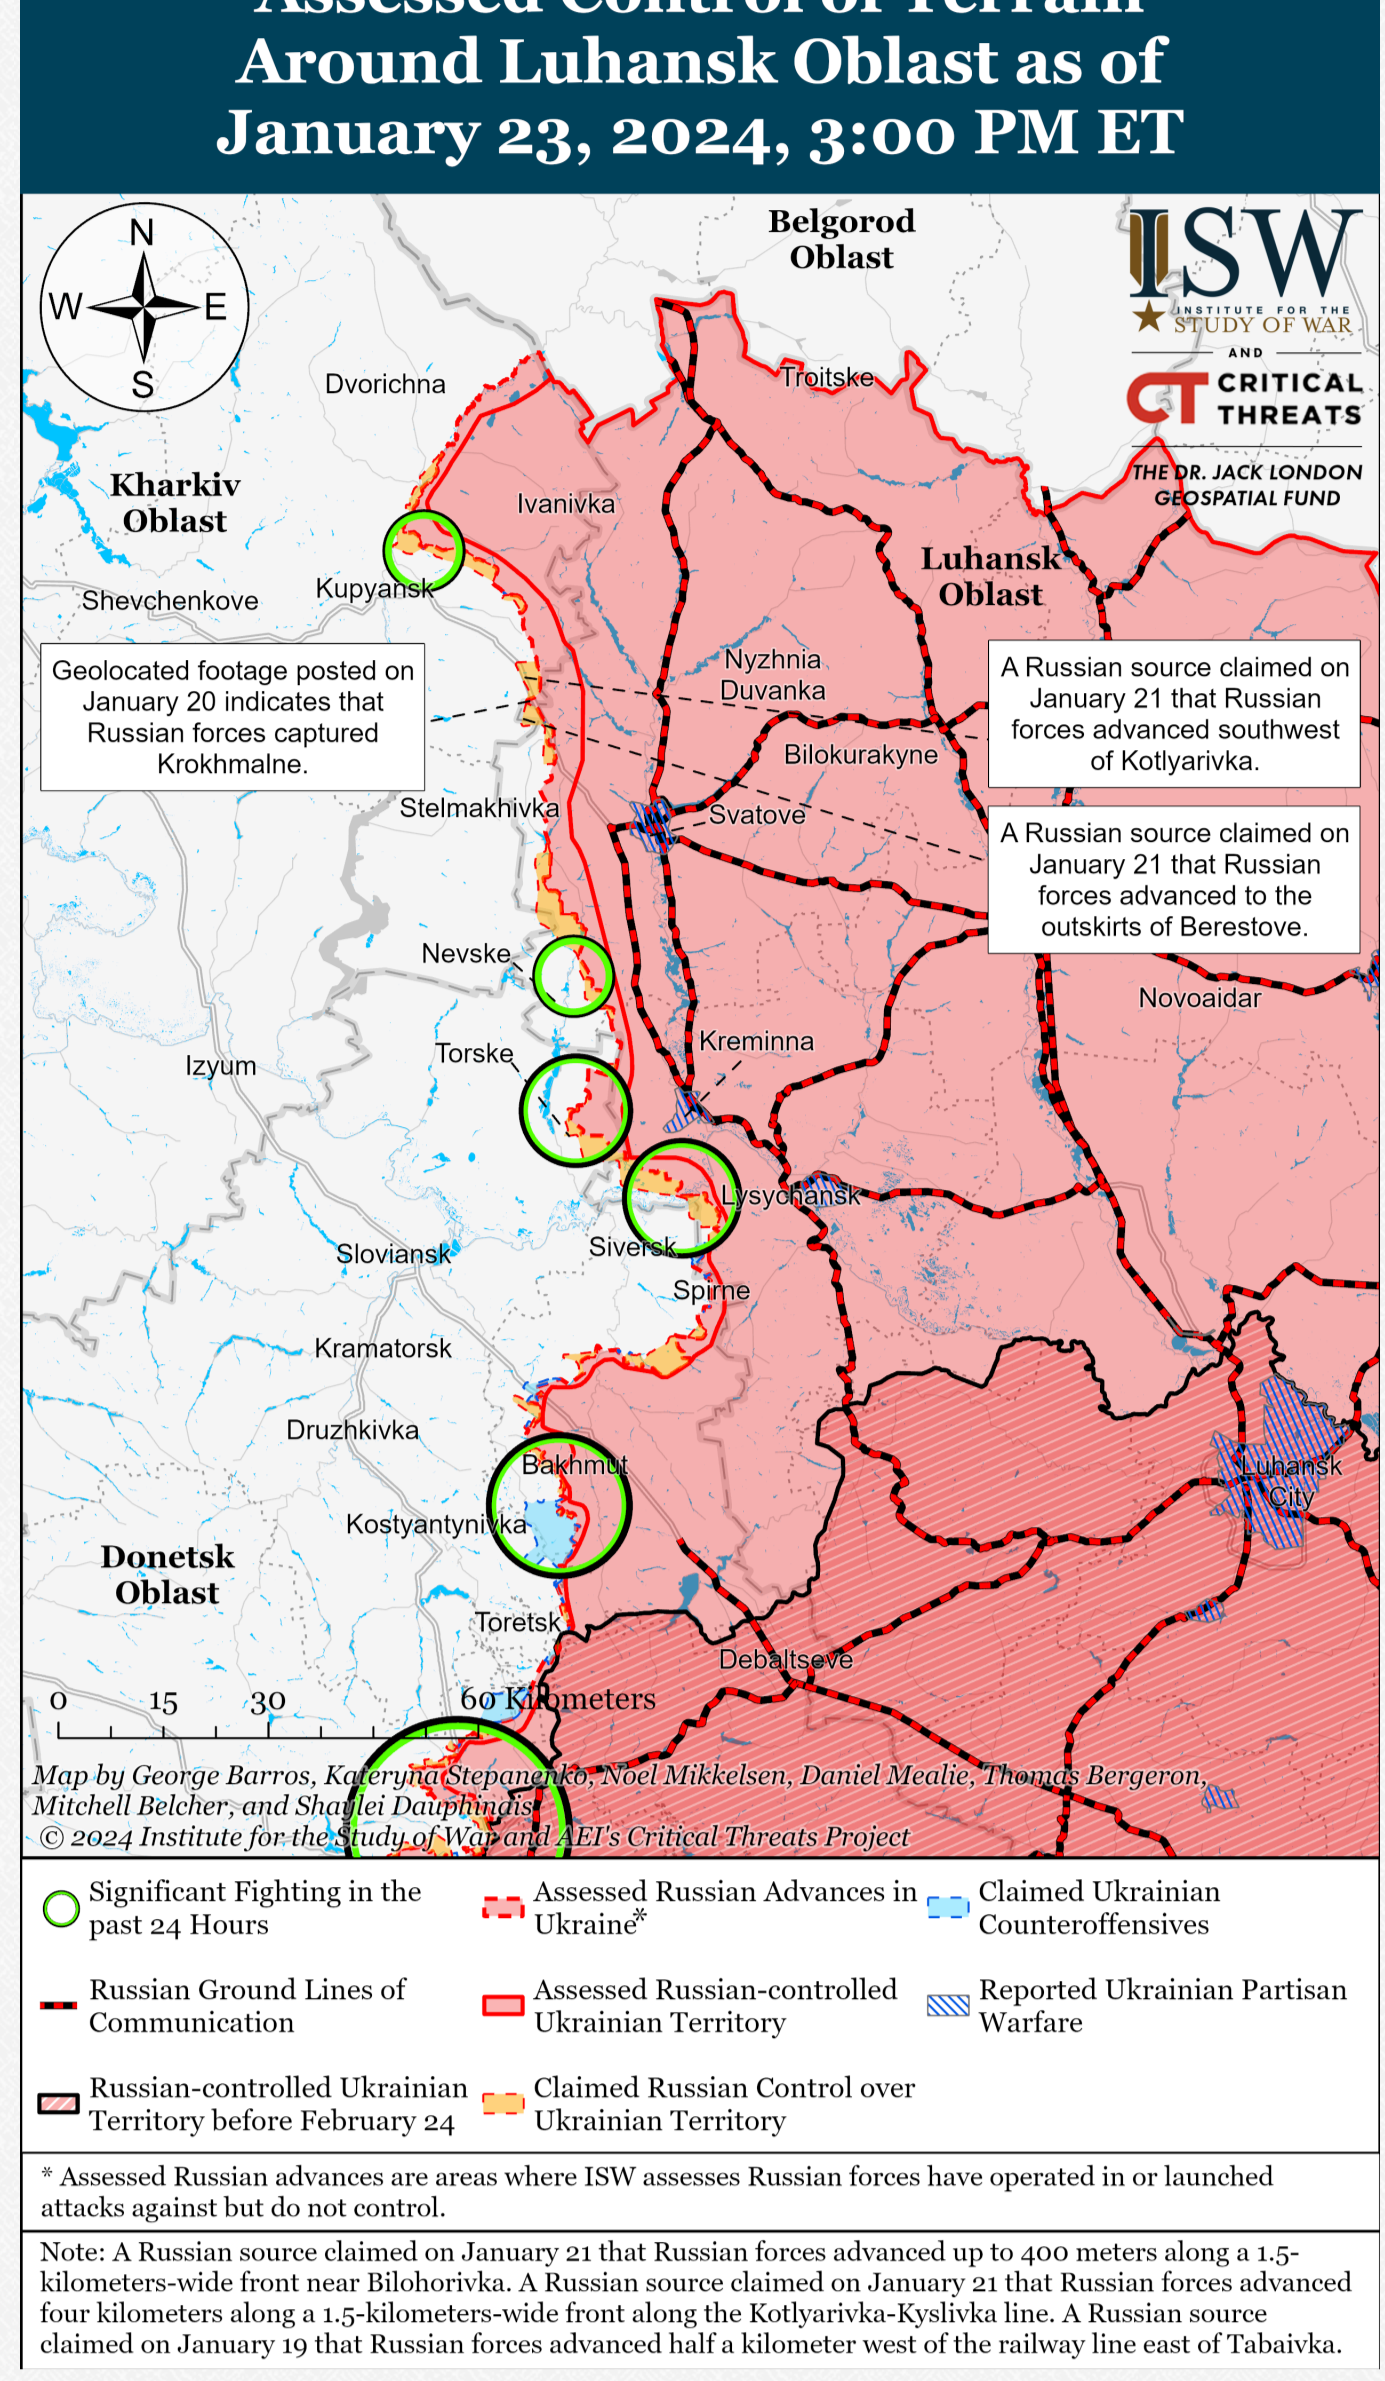 Assessed Control of Terrain
Around Luhansk Oblast as of
January 23, 2024, 3:00 PM ET
N
W
E
S
Belgorod
Oblast
ISW
INSTITUTE FOR THE
STUDY OF WAR
AND
CT CRITICAL
THREATS
THE DR. JACK LONDON
GEOSPATIAL FUND
Dvorichna
Troitske
Kharkiv
Oblast
Ivanivka
Luhansk
Oblast
Kupyansk
Shevchenkove
Geolocated footage posted on
January 20 indicates that
Russian forces captured
Krokhmalne.
Nyzhnia
Duvanka
A Russian source claimed on
January 21 that Russian
forces advanced southwest
of Kotlyarivka.
Bilokurakyne
Stelmakhivka
Svatove
A Russian source claimed on
January 21 that Russian
forces advanced to the
outskirts of Berestove.
Nevske
Novoaidar
Torske
Kreminna
Izyum
Lysychansk
Siversk
Sloviansk
Spirne
Kramatorsk
Druzhkivka
Bakhmut
Luhansk
City
Kostyantynivka
Donetsk
Oblast
Toretsk
Debaltseve
0 15 30 60 Kilometers
Map by George Barros, Kateryna Stepanenko, Noel Mikkelsen, Daniel Mealie, Thomas Bergeron,
Mitchell Belcher, and Shaylei Dauphinais
© 2024 Institute for the Study of War and AEI's Critical Threats Project
Significant Fighting in the
past 24 Hours
Assessed Russian Advances in
Ukraine*
Claimed Ukrainian
Counteroffensives
Russian Ground Lines of
Communication
Assessed Russian-controlled
Ukrainian Territory
Reported Ukrainian Partisan
Warfare
Russian-controlled Ukrainian
Territory before February 24
Claimed Russian Control over
Ukrainian Territory
* Assessed Russian advances are areas where ISW assesses Russian forces have operated in or launched
attacks against but do not control.
Note: A Russian source claimed on January 21 that Russian forces advanced up to 400 meters along a 1.5-
kilometers-wide front near Bilohorivka. A Russian source claimed on January 21 that Russian forces advanced
four kilometers along a 1.5-kilometers-wide front along the Kotlyarivka-Kyslivka line. A Russian source
claimed on January 19 that Russian forces advanced half a kilometer west of the railway line east of Tabaivka.